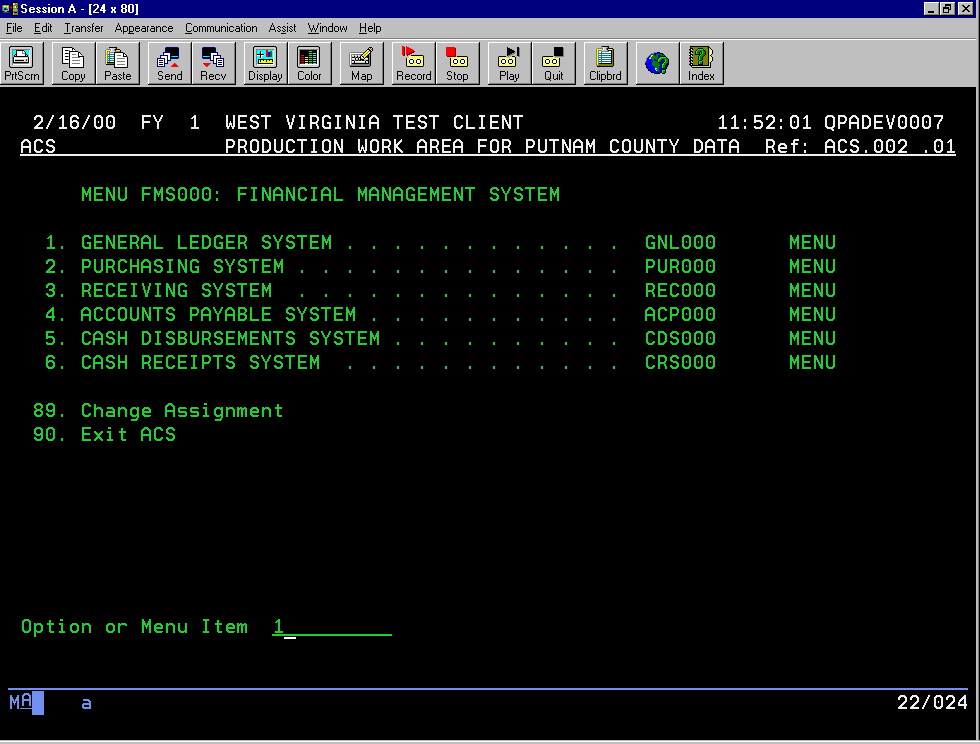 Session A - [24 x 80]
File Edit Transfer Appearance Communication Assist Window Help
PrtScrn Copy Paste Send Recv Display Color Map Record Stop Play Quit Clipbrd Index
2/16/00 FY 1 WEST VIRGINIA TEST CLIENT 11:52:01 QPADEV0007
ACS PRODUCTION WORK AREA FOR PUTNAM COUNTY DATA Ref: ACS.002 .01
MENU FMS000: FINANCIAL MANAGEMENT SYSTEM
1. GENERAL LEDGER SYSTEM . . . . . . . . . . . . GNL000 MENU
2. PURCHASING SYSTEM . . . . . . . . . . . . . . PUR000 MENU
3. RECEIVING SYSTEM . . . . . . . . . . . . . . REC000 MENU
4. ACCOUNTS PAYABLE SYSTEM . . . . . . . . . . . ACP000 MENU
5. CASH DISBURSEMENTS SYSTEM . . . . . . . . . . CDS000 MENU
6. CASH RECEIPTS SYSTEM . . . . . . . . . . . . CRS000 MENU
89. Change Assignment
90. Exit ACS
Option or Menu Item 1
MA a 22/024